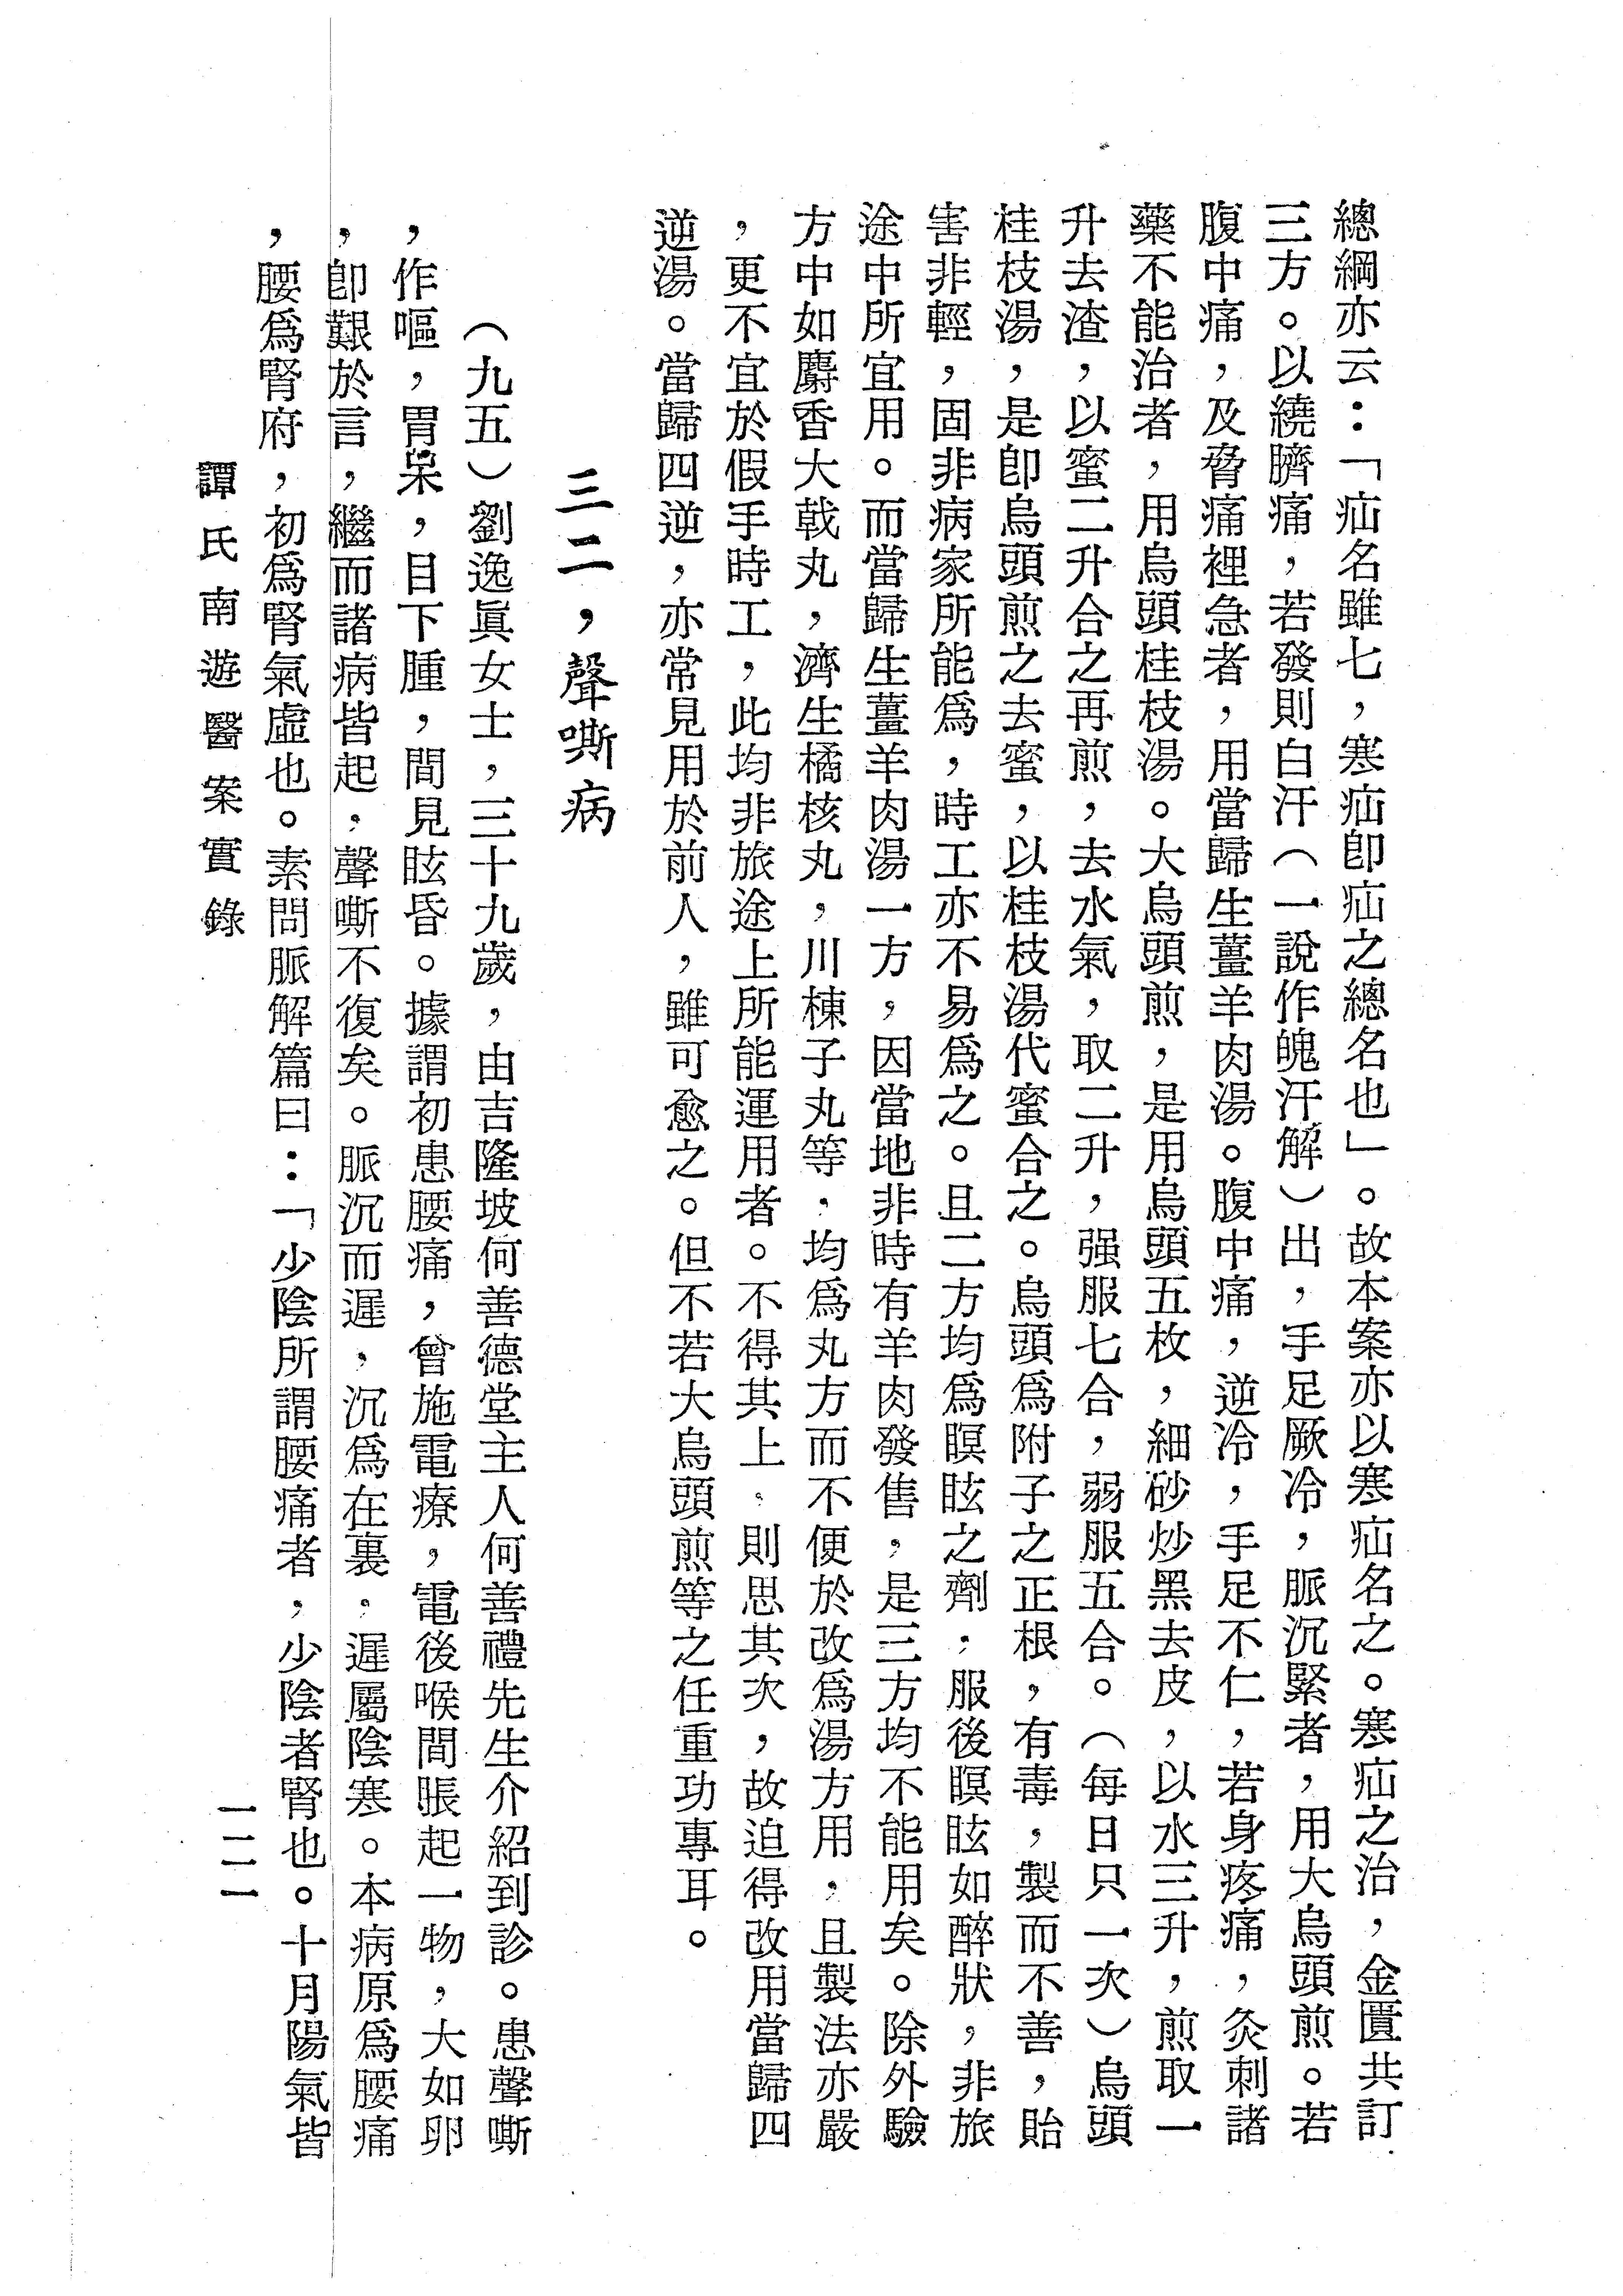 總綱亦云：「疝名雖七，寒疝卽疝之總名也」。故本案亦以寒疝名之。寒疝之治，金匱共訂
三方。以繞臍痛，若發則白汗（一說作魄汗解）出，手足厥冷，脈沉緊者，用大烏頭煎。若
腹中痛，及脅痛裡急者，用當歸生薑羊肉湯。腹中痛，逆冷，手足不仁，若身疼痛，灸刺諸
藥不能治者，用烏頭桂枝湯。大烏頭煎，是用烏頭五枚，細砂炒黑去皮，以水三升，煎取一
升去渣，以蜜二升合之再煎，去水氣，取二升，强服七合，弱服五合。（每日只一次）烏頭
桂枝湯，是卽烏頭煎之去蜜，以桂枝湯代蜜合之。烏頭爲附子之正根，有毒，製而不善，貽
害非輕，固非病家所能爲，時工亦不易爲之。且二方均爲瞑眩之劑，服後瞑眩如醉狀，非旅
途中所宜用。而當歸生薑羊肉湯一方，因當地非時有羊肉發售，是三方均不能用矣。除外驗
方中如麝香大戟丸，濟生橘核丸，川楝子丸等，均爲丸方而不便於改爲湯方用，且製法亦嚴
，更不宜於假手時工，此均非旅途上所能運用者。不得其上，則思其次，故迫得改用當歸四
逆湯。當歸四逆，亦常見用於前人，雖可愈之。但不若大烏頭煎等之任重功專耳。
三二，聲嘶病
（九五）劉逸眞女士，三十九歲，由吉隆坡何善德堂主人何善禮先生介紹到診。患聲嘶
，作嘔，胃呆，目下腫，間見眩昏。據謂初患腰痛，曾施電療，電後喉間脹起一物，大如卵
，卽艱於言，繼而諸病皆起，聲嘶不復矣。脈沉而遲，沉爲在裏，遲屬陰寒。本病原爲腰痛
，腰爲腎府，初爲腎氣虛也。素問脈解篇曰：「少陰所謂腰痛者，少陰者腎也。十月陽氣皆
譚氏南遊醫案實錄
一二一